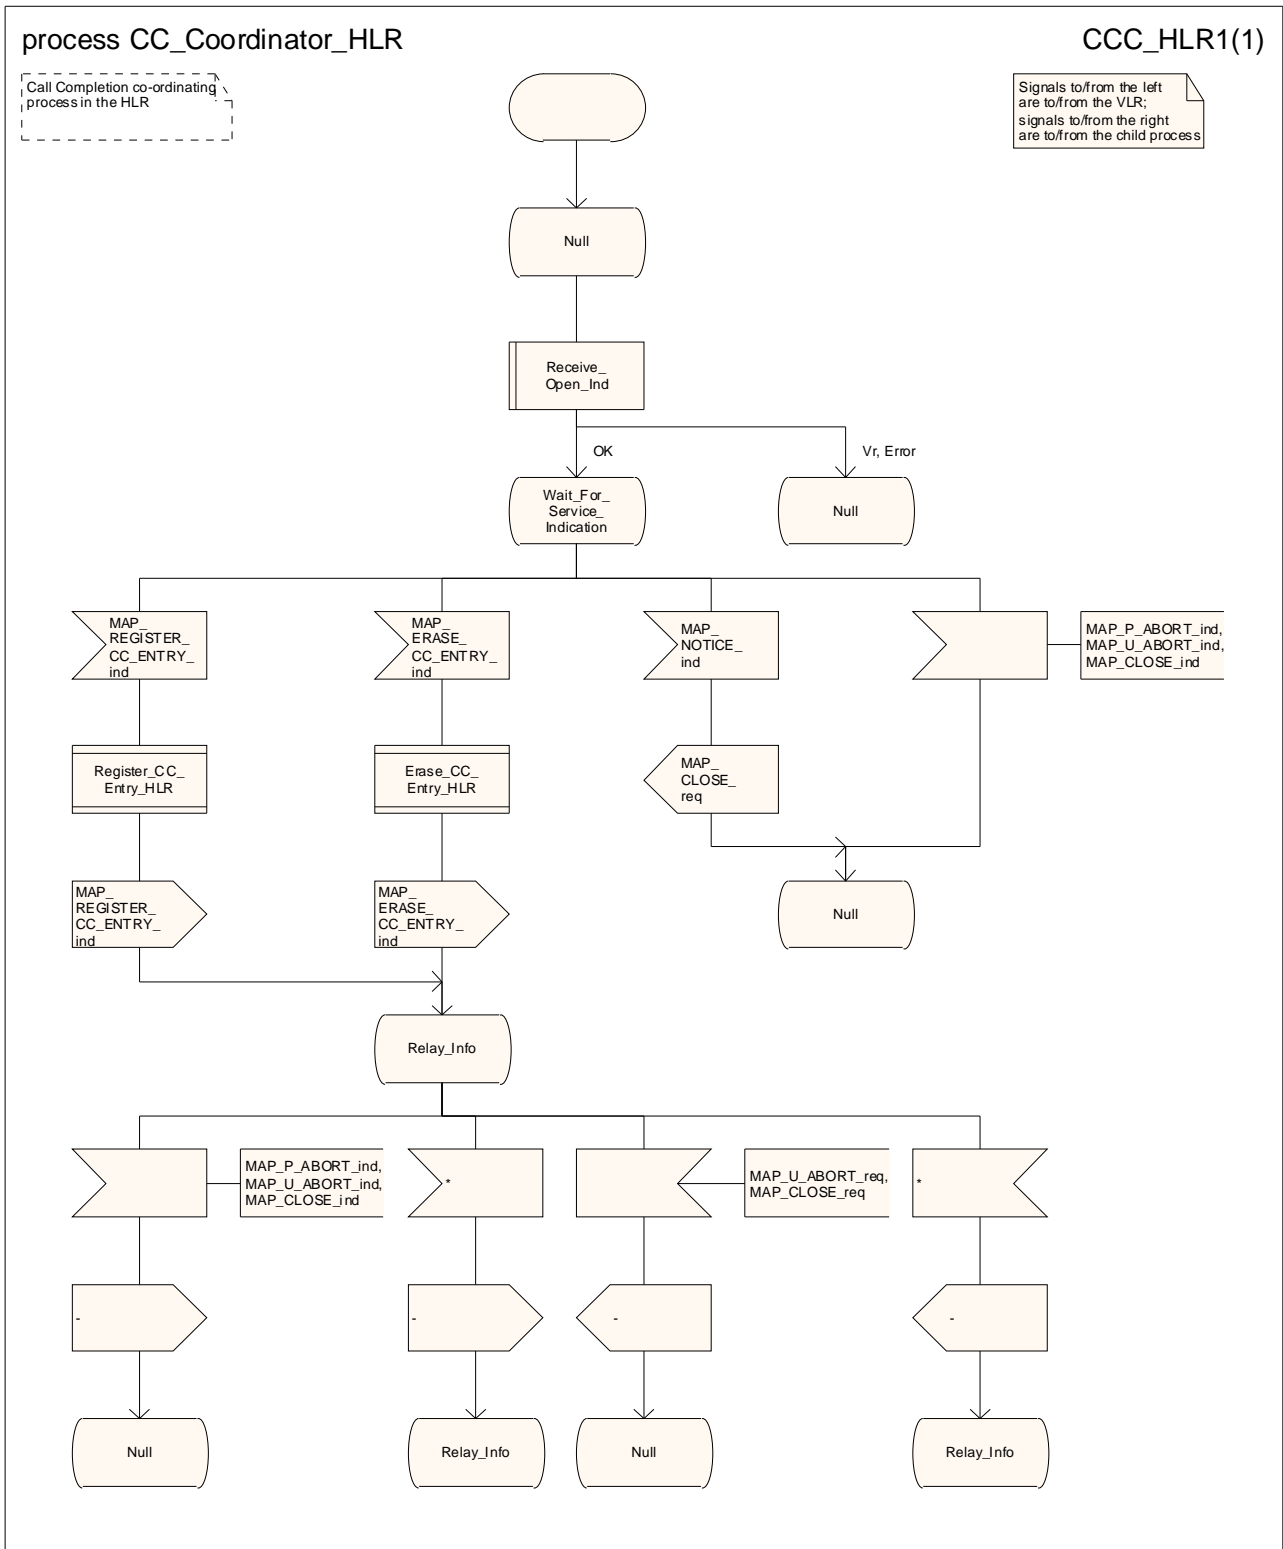 process CC_Coordinator_HLR
CCC_HLR1(1)
Call Completion co-ordinating
process in the HLR
Signals to/from the left
are to/from the VLR;
signals to/from the right
are to/from the child process
Null
Receive_
Open_Ind
OK
Vr, Error
Wait_For_
Service_
Indication
Null
MAP_
REGISTER_
CC_ENTRY_
ind
MAP_
ERASE_
CC_ENTRY_
ind
MAP_
NOTICE_
ind
MAP_P_ABORT_ind,
MAP_U_ABORT_ind,
MAP_CLOSE_ind
Register_CC_
Entry_HLR
Erase_CC_
Entry_HLR
MAP_
CLOSE_
req
MAP_
REGISTER_
CC_ENTRY_
ind
MAP_
ERASE_
CC_ENTRY_
ind
Null
Relay_Info
MAP_P_ABORT_ind,
MAP_U_ABORT_ind,
MAP_CLOSE_ind
*
MAP_U_ABORT_req,
MAP_CLOSE_req
*
-
-
-
-
Null
Relay_Info
Null
Relay_Info